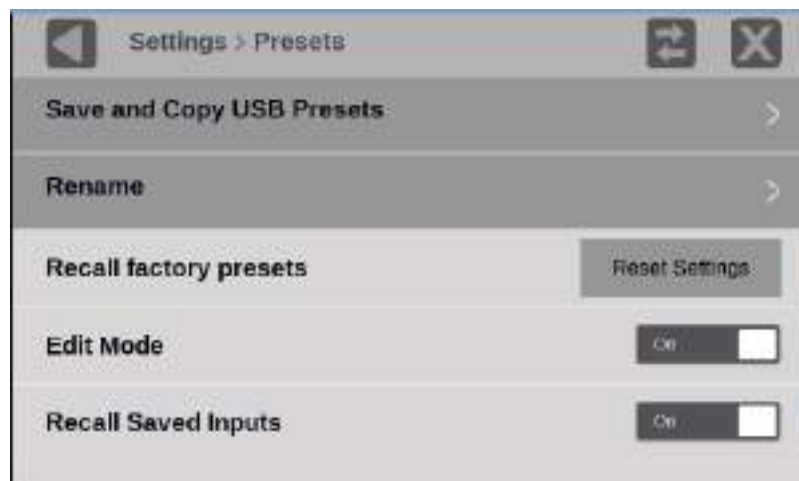 Settings > Presets
Save and Copy USB Presets
Rename
Recall factory presets
Reset Settings
Edit Mode
On
Recall Saved Inputs
On